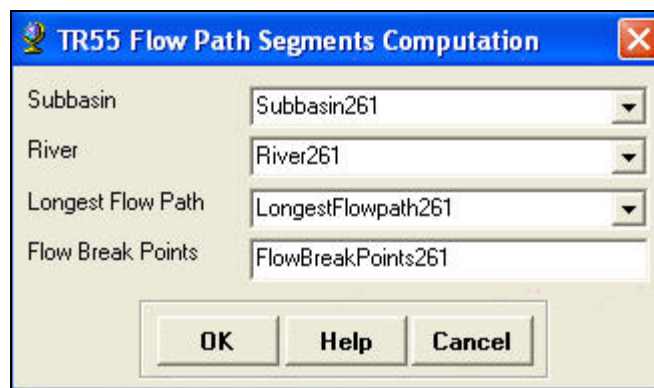 TR55 Flow Path Segments Computation
Subbasin Subbasin261
River River261
Longest Flow Path LongestFlowpath261
Flow Break Points FlowBreakPoints261
OK Help Cancel